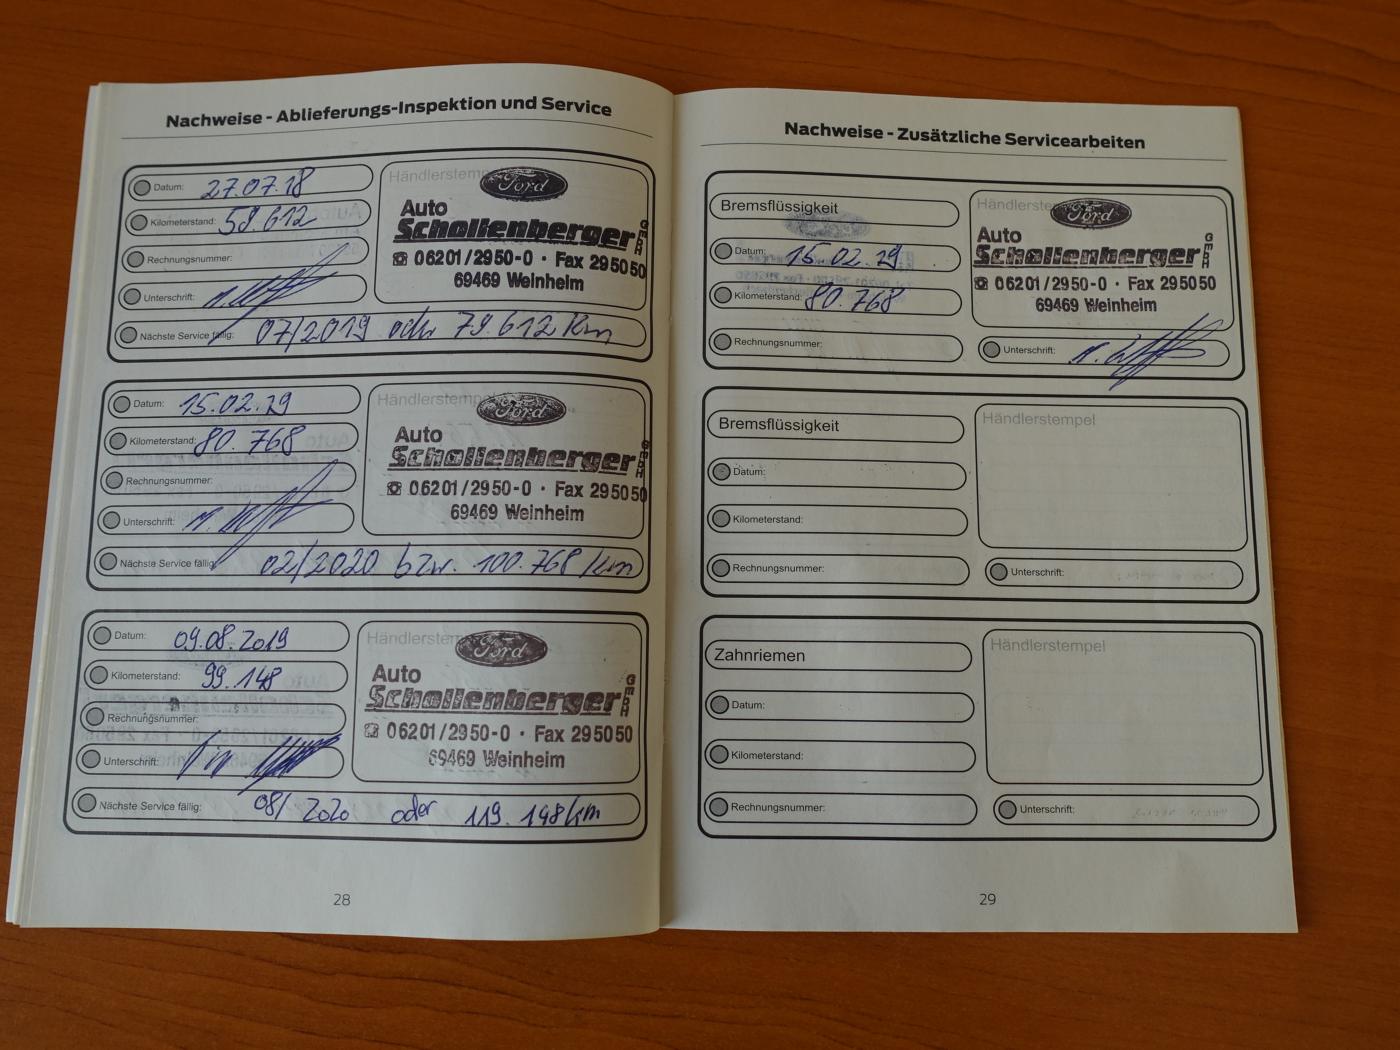 Nachweise - Ablieferungs-Inspektion und Service
Datum: 27.07.18
Kilometerstand: 59.612
Rechnungsnummer:
Unterschrift:
Nächste Service fällig: 07/2019 oder 79.612 Km
Händlerstempel
Ford
Auto
Schollenberger GmbH
☎ 06201/2950-0 · Fax 295050
69469 Weinheim
Datum: 15.02.19
Kilometerstand: 80.768
Rechnungsnummer:
Unterschrift:
Nächste Service fällig: 02/2020 bzw. 100.768 km
Händlerstempel
Ford
Auto
Schollenberger GmbH
☎ 06201/2950-0 · Fax 295050
69469 Weinheim
Datum: 09.08.2019
Kilometerstand: 99.148
Rechnungsnummer:
Unterschrift:
Nächste Service fällig: 08/2020 oder 119.148 km
Händlerstempel
Ford
Auto
Schollenberger GmbH
☎ 06201/2950-0 · Fax 295050
69469 Weinheim
28
Nachweise - Zusätzliche Servicearbeiten
Bremsflüssigkeit
Datum: 15.02.19
Kilometerstand: 80.768
Rechnungsnummer:
Händlerstempel
Ford
Auto
Schollenberger GmbH
☎ 06201/2950-0 · Fax 295050
69469 Weinheim
Unterschrift:
Bremsflüssigkeit
Datum:
Kilometerstand:
Rechnungsnummer:
Händlerstempel
Unterschrift:
Zahnriemen
Datum:
Kilometerstand:
Rechnungsnummer:
Händlerstempel
Unterschrift:
29